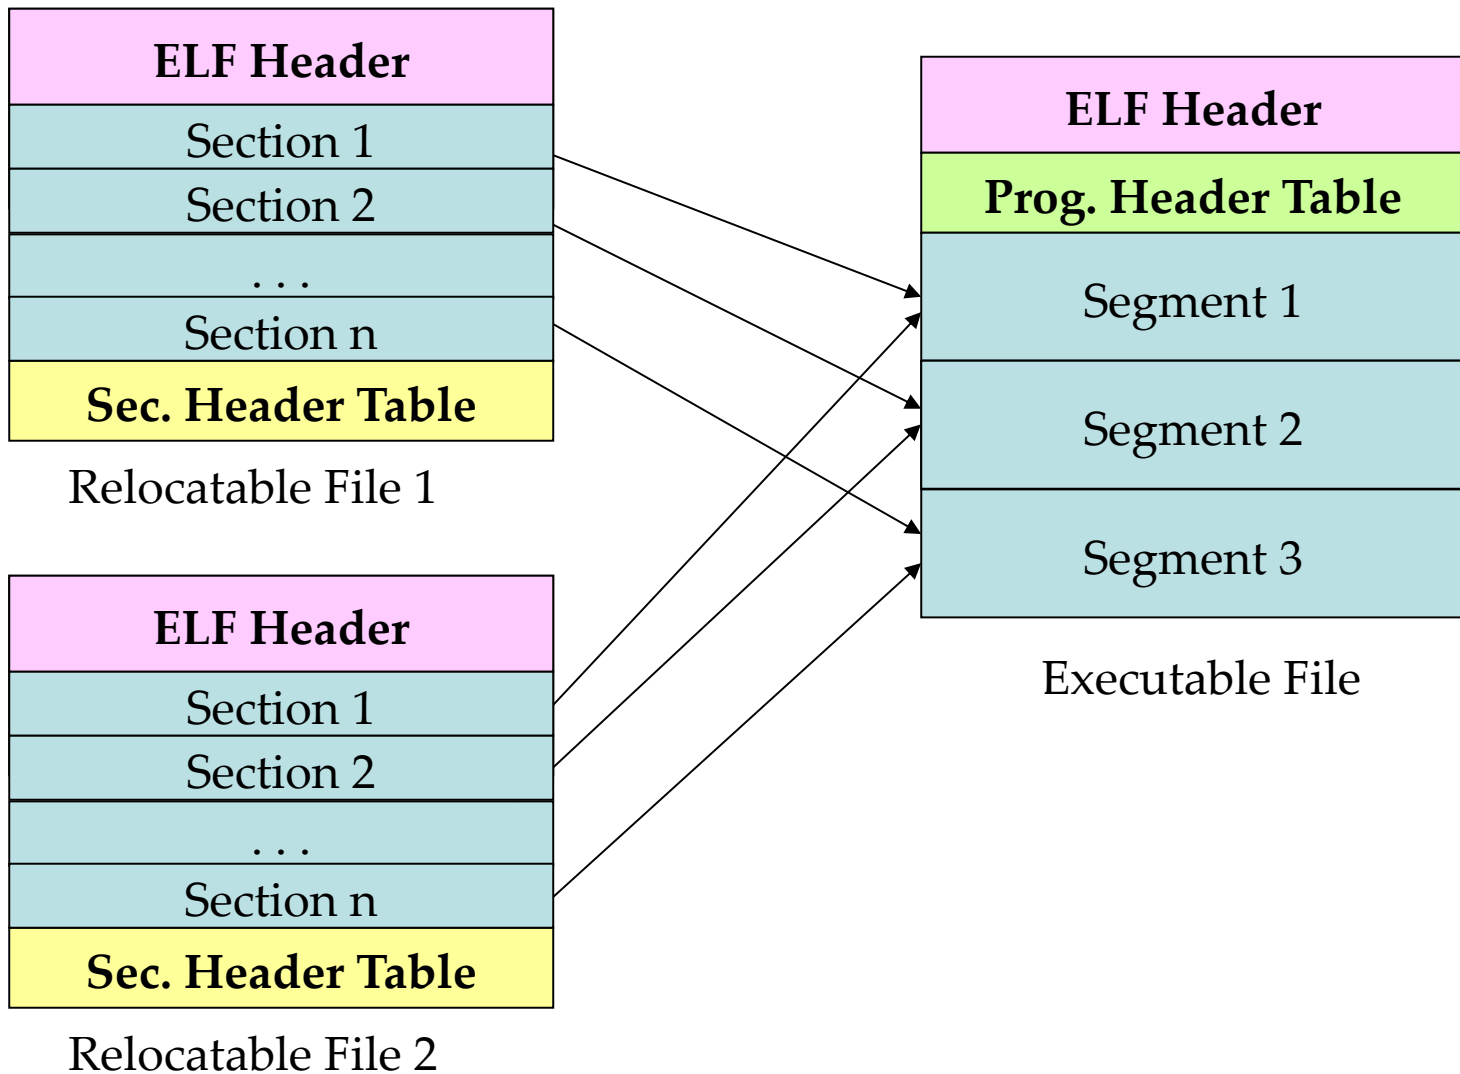 ELF Header
Section 1
Section 2
. . .
Section n
Sec. Header Table
Relocatable File 1
ELF Header
Section 1
Section 2
. . .
Section n
Sec. Header Table
Relocatable File 2
ELF Header
Prog. Header Table
Segment 1
Segment 2
Segment 3
Executable File